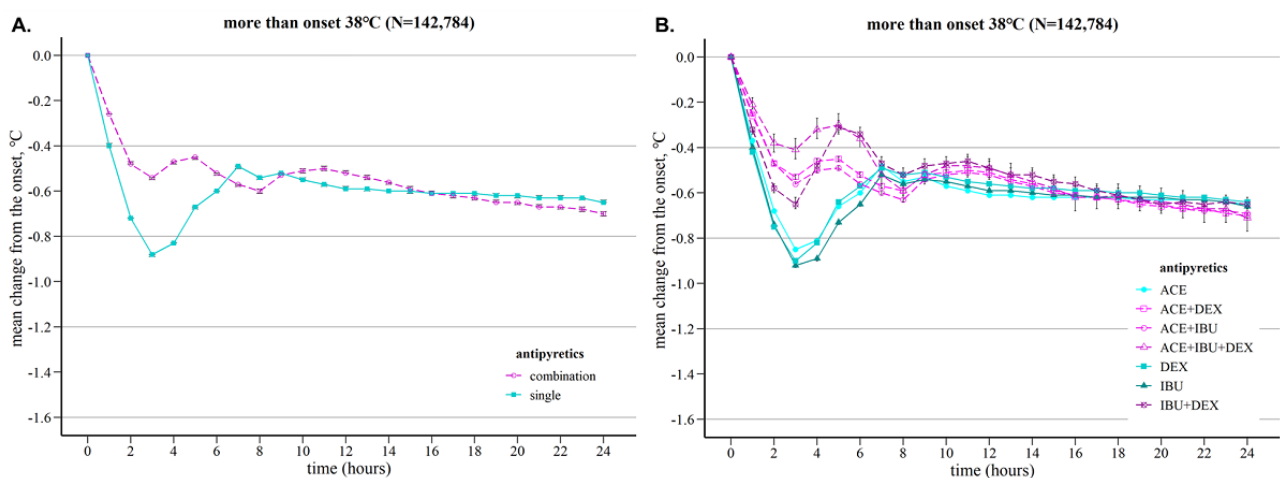 A.
more than onset 38℃ (N=142,784)
mean change from the onset, ℃
0.0
-0.2
-0.4
-0.6
-0.8
-1.0
-1.2
-1.4
-1.6
antipyretics
combination
single
0 2 4 6 8 10 12 14 16 18 20 22 24
time (hours)
B.
more than onset 38℃ (N=142,784)
mean change from the onset, ℃
0.0
-0.2
-0.4
-0.6
-0.8
-1.0
-1.2
-1.4
-1.6
antipyretics
ACE
ACE+DEX
ACE+IBU
ACE+IBU+DEX
DEX
IBU
IBU+DEX
0 2 4 6 8 10 12 14 16 18 20 22 24
time (hours)